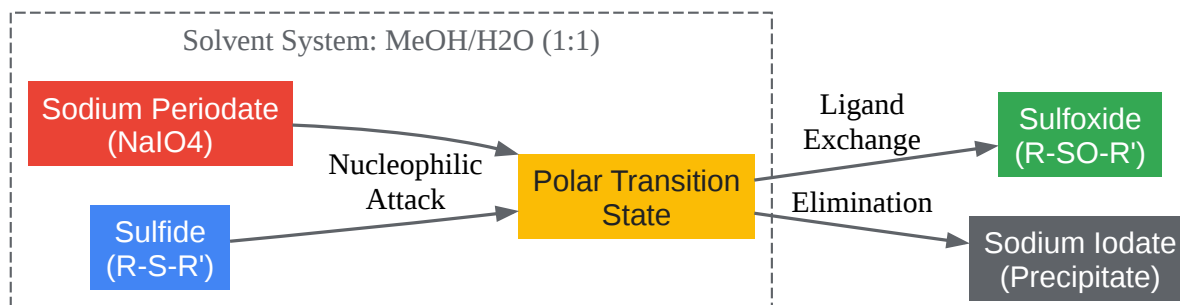 Solvent System: MeOH/H2O (1:1)
Sodium Periodate
(NaIO4)
Nucleophilic
Attack
Sulfide
(R-S-R')
Polar Transition
State
Ligand
Exchange
Elimination
Sulfoxide
(R-SO-R')
Sodium Iodate
(Precipitate)